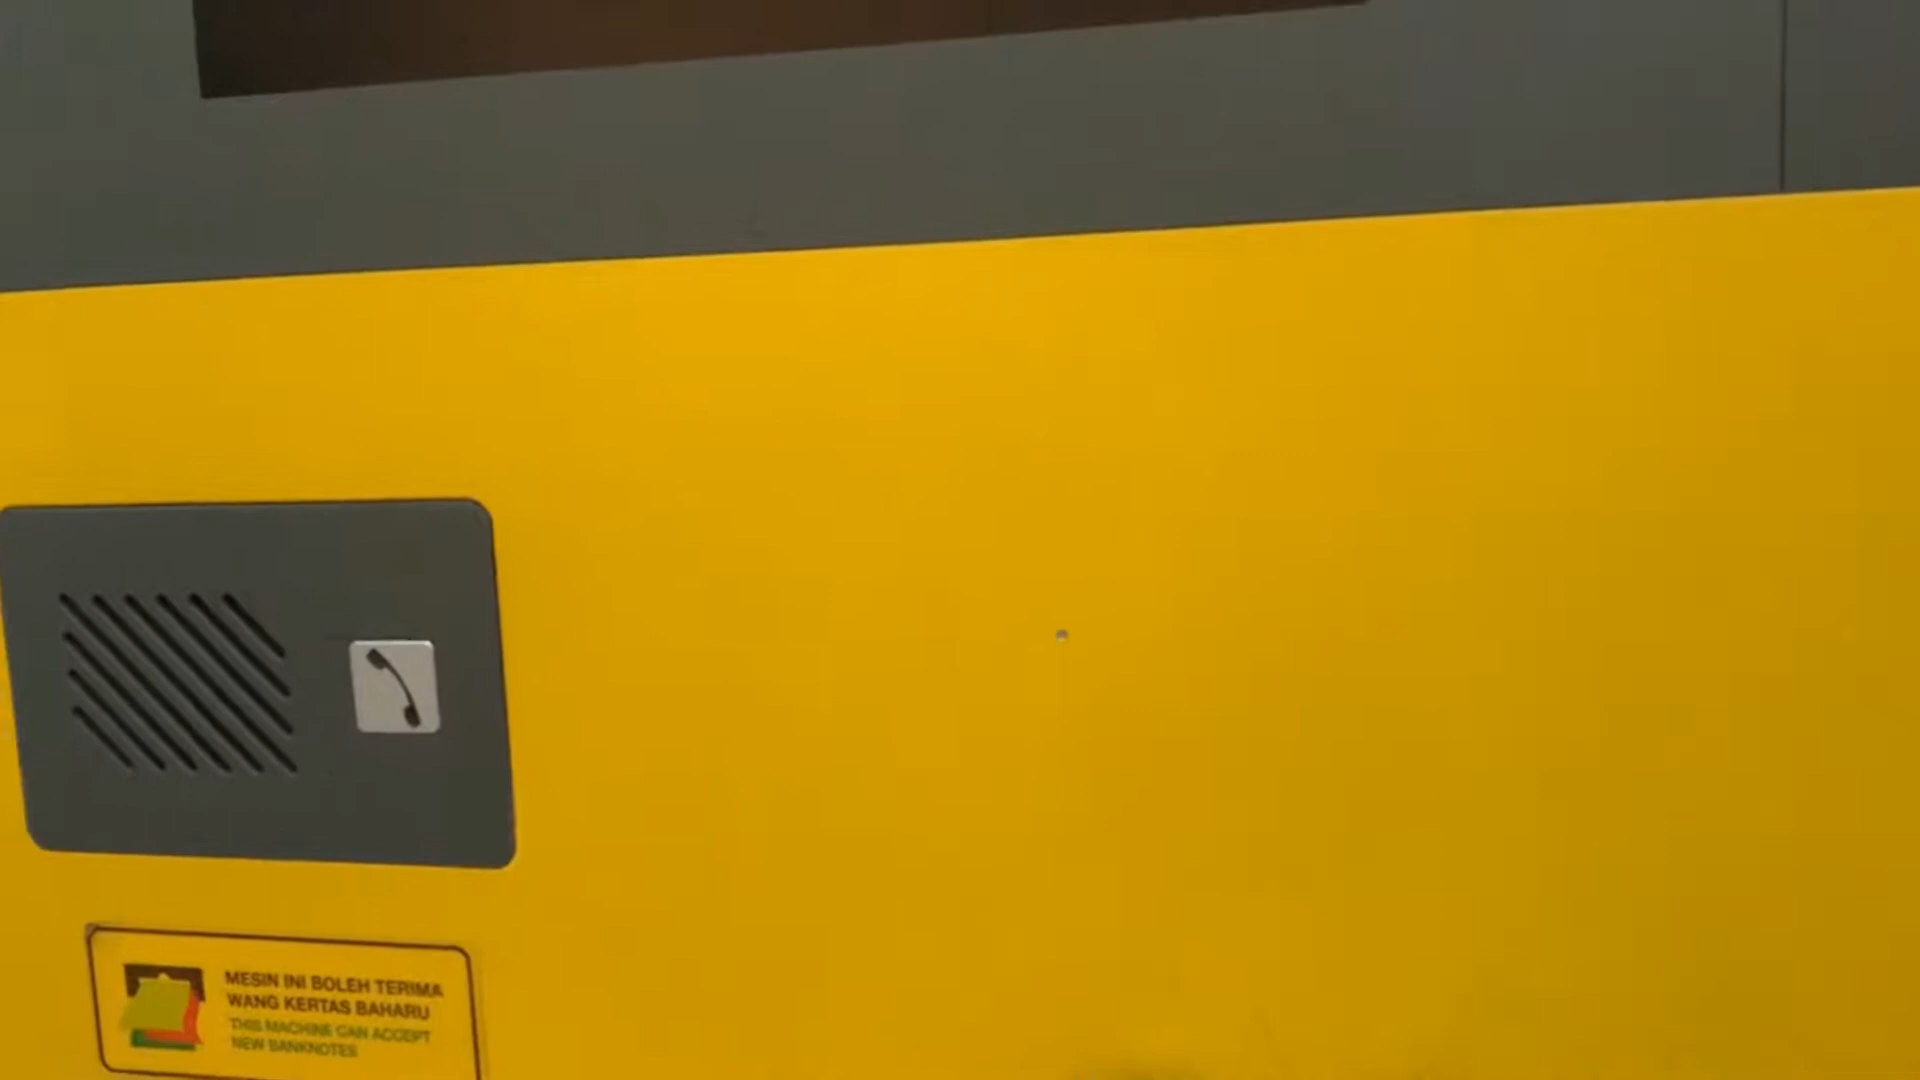 MESIN INI BOLEH TERIMA
WANG KERTAS BAHARU
THIS MACHINE CAN ACCEPT
NEW BANKNOTES